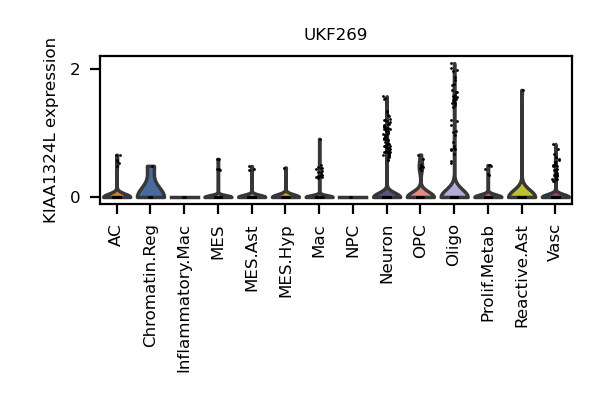 UKF269
KIAA1324L expression
2
0
AC
Chromatin.Reg
Inflammatory.Mac
MES
MES.Ast
MES.Hyp
Mac
NPC
Neuron
OPC
Oligo
Prolif.Metab
Reactive.Ast
Vasc